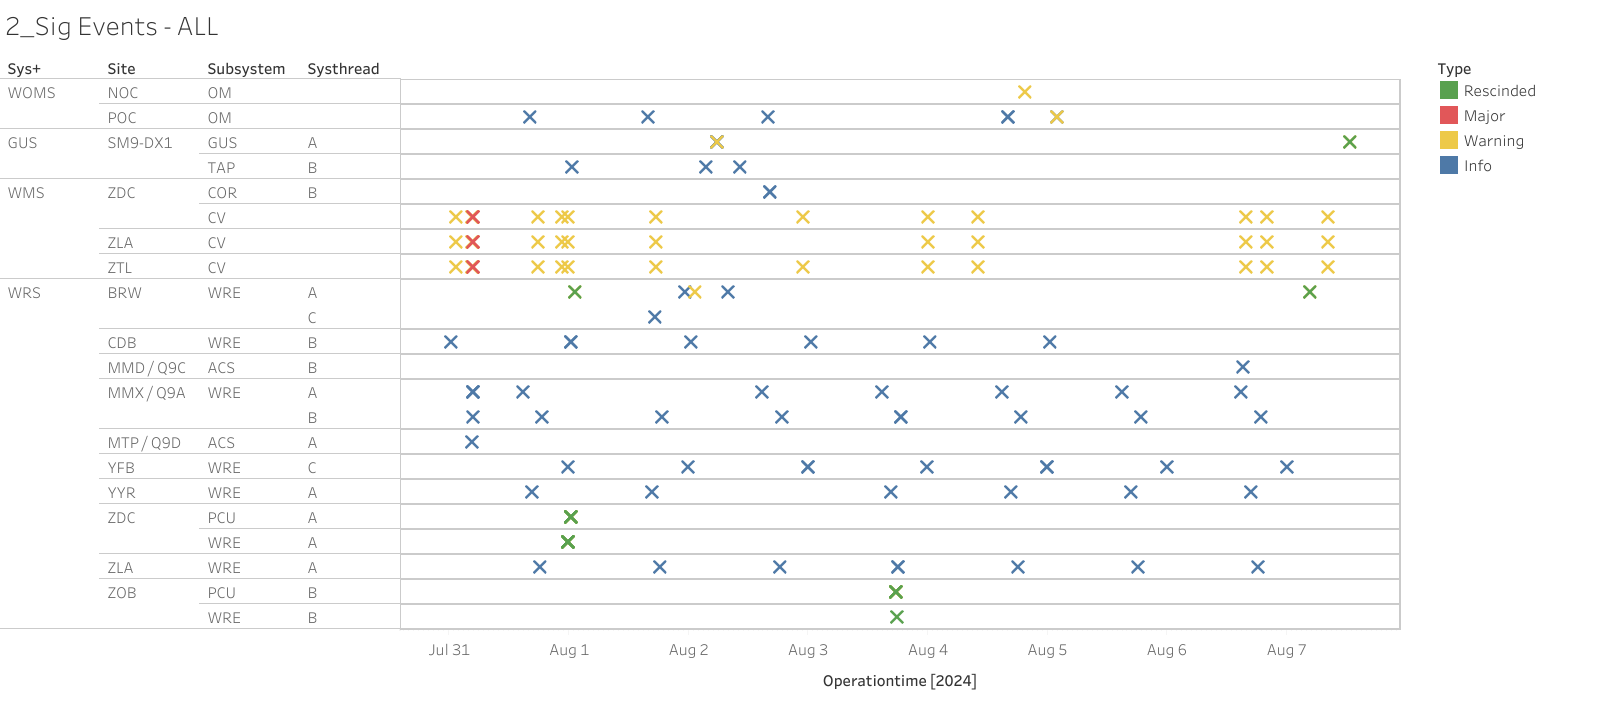 2_Sig Events - ALL
Sys+ Site Subsystem Systhread Type
WOMS NOC OM Rescinded
POC OM Major
GUS SM9-DX1 GUS A Warning
TAP B Info
WMS ZDC COR B
CV
ZLA CV
ZTL CV
WRS BRW WRE A
C
CDB WRE B
MMD / Q9C ACS B
MMX / Q9A WRE A
B
MTP / Q9D ACS A
YFB WRE C
YYR WRE A
ZDC PCU A
WRE A
ZLA WRE A
ZOB PCU B
WRE B
Jul 31 Aug 1 Aug 2 Aug 3 Aug 4 Aug 5 Aug 6 Aug 7
Operationtime [2024]